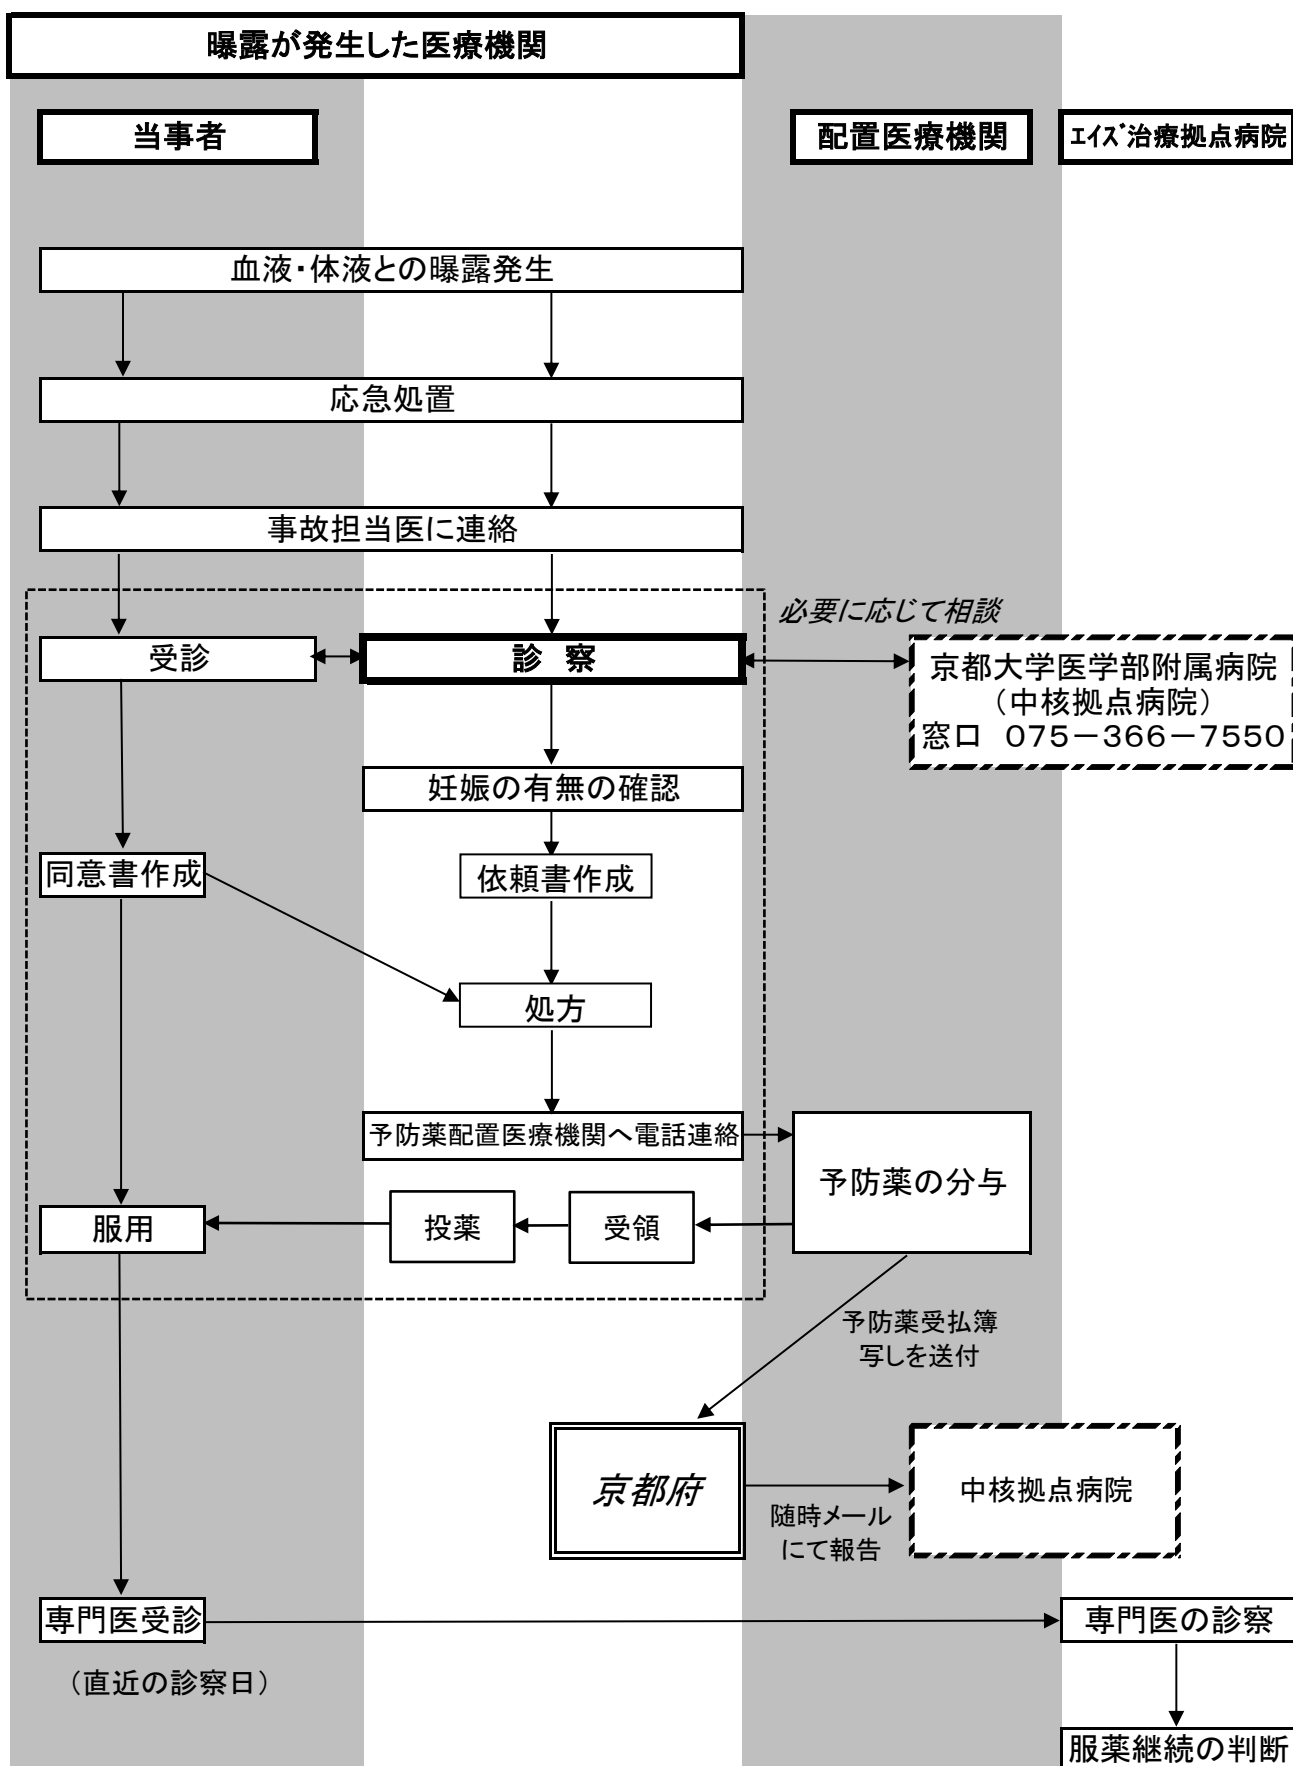 曝露が発生した医療機関
当事者
配置医療機関
ｴｲｽﾞ治療拠点病院
血液・体液との曝露発生
応急処置
事故担当医に連絡
必要に応じて相談
受診
診　察
京都大学医学部附属病院
（中核拠点病院）
窓口　０７５－３６６－７５５０
妊娠の有無の確認
同意書作成
依頼書作成
処方
予防薬配置医療機関へ電話連絡
予防薬の分与
服用
投薬
受領
予防薬受払簿
写しを送付
京都府
中核拠点病院
随時メール
にて報告
専門医受診
専門医の診察
（直近の診察日）
服薬継続の判断